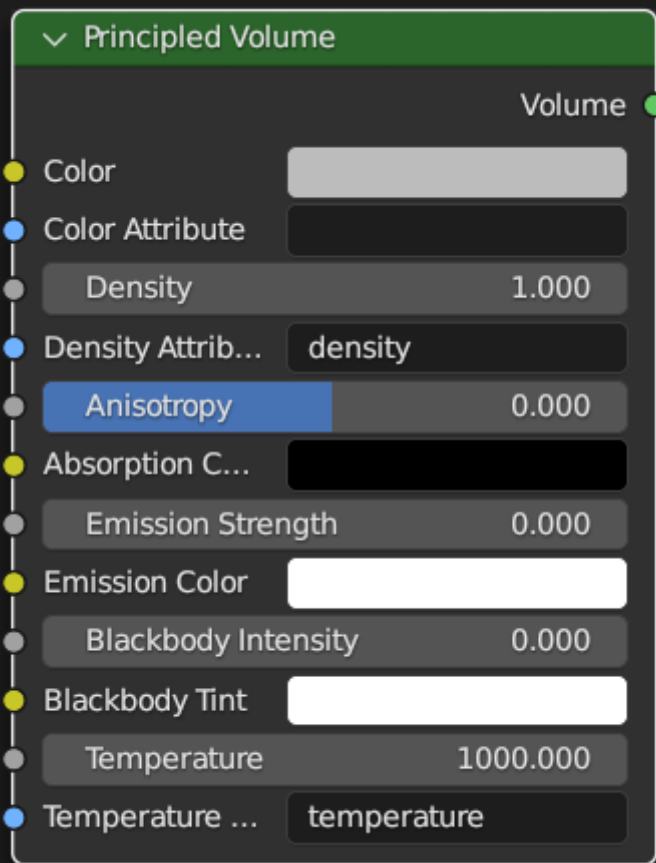 Principled Volume
Volume
Color
Color Attribute
Density 1.000
Density Attrib... density
Anisotropy 0.000
Absorption C...
Emission Strength 0.000
Emission Color
Blackbody Intensity 0.000
Blackbody Tint
Temperature 1000.000
Temperature ... temperature